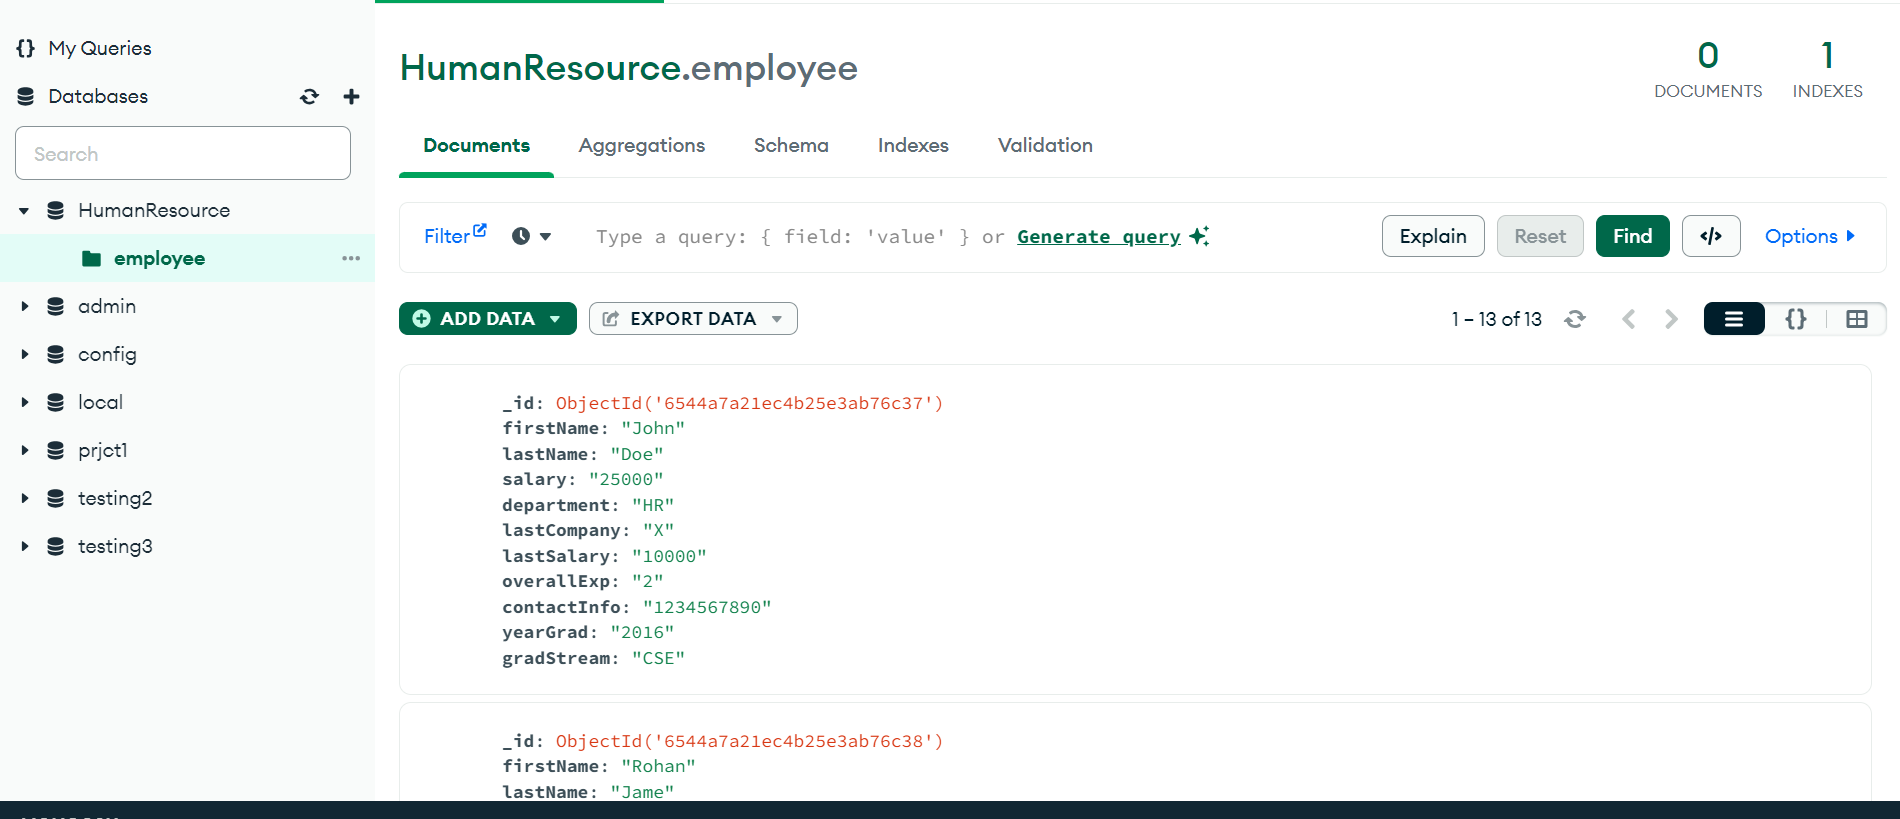 {} My Queries
Databases
Search
HumanResource
employee
admin
config
local
prjct1
testing2
testing3
HumanResource.employee
0
DOCUMENTS
1
INDEXES
Documents
Aggregations
Schema
Indexes
Validation
Filter
Type a query: { field: 'value' } or Generate query
Explain
Reset
Find
</>
Options
ADD DATA
EXPORT DATA
1 – 13 of 13
{}
_id: ObjectId('6544a7a21ec4b25e3ab76c37')
firstName: "John"
lastName: "Doe"
salary: "25000"
department: "HR"
lastCompany: "X"
lastSalary: "10000"
overallExp: "2"
contactInfo: "1234567890"
yearGrad: "2016"
gradStream: "CSE"
_id: ObjectId('6544a7a21ec4b25e3ab76c38')
firstName: "Rohan"
lastName: "Jame"